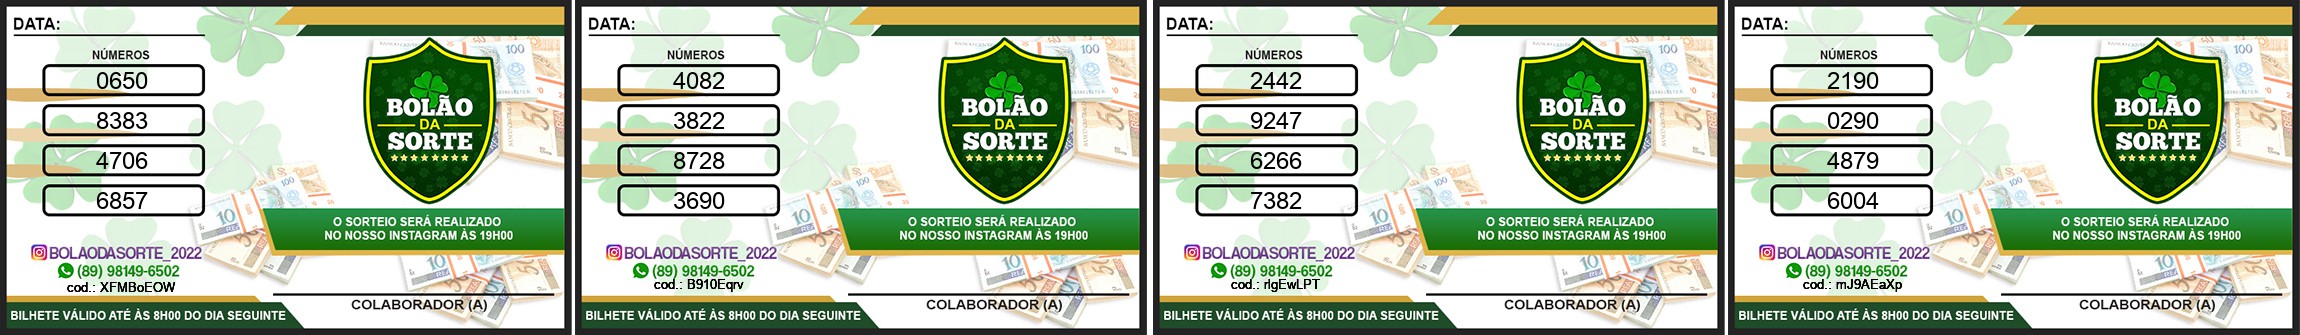 DATA:
NÚMEROS
0650
8383
4706
6857
BOLÃO
DA
SORTE
O SORTEIO SERÁ REALIZADO
NO NOSSO INSTAGRAM ÀS 19H00
BOLAODASORTE_2022
(89) 98149-6502
cod.: XFMBoEOW
COLABORADOR (A)
BILHETE VÁLIDO ATÉ ÀS 8H00 DO DIA SEGUINTE
DATA:
NÚMEROS
4082
3822
8728
3690
BOLÃO
DA
SORTE
O SORTEIO SERÁ REALIZADO
NO NOSSO INSTAGRAM ÀS 19H00
BOLAODASORTE_2022
(89) 98149-6502
cod.: B910Eqrv
COLABORADOR (A)
BILHETE VÁLIDO ATÉ ÀS 8H00 DO DIA SEGUINTE
DATA:
NÚMEROS
2442
9247
6266
7382
BOLÃO
DA
SORTE
O SORTEIO SERÁ REALIZADO
NO NOSSO INSTAGRAM ÀS 19H00
BOLAODASORTE_2022
(89) 98149-6502
cod.: rlgEwLPT
COLABORADOR (A)
BILHETE VÁLIDO ATÉ ÀS 8H00 DO DIA SEGUINTE
DATA:
NÚMEROS
2190
0290
4879
6004
BOLÃO
DA
SORTE
O SORTEIO SERÁ REALIZADO
NO NOSSO INSTAGRAM ÀS 19H00
BOLAODASORTE_2022
(89) 98149-6502
cod.: mJ9AEaXp
COLABORADOR (A)
BILHETE VÁLIDO ATÉ ÀS 8H00 DO DIA SEGUINTE